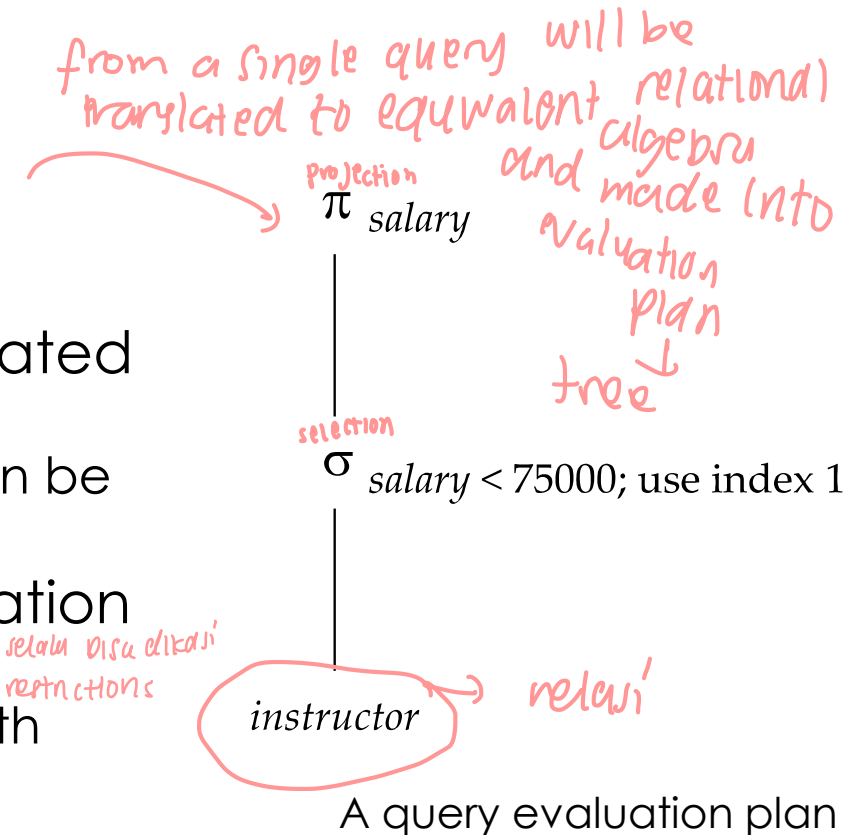 from a single query will be
translated to equivalent relational
algebra
and made into
evaluation
plan
tree
projection
π salary
ated
selection
σ salary < 75000; use index 1
n be
ation
selalu bisa dikasi
restrictions
th
instructor
relasi
A query evaluation plan